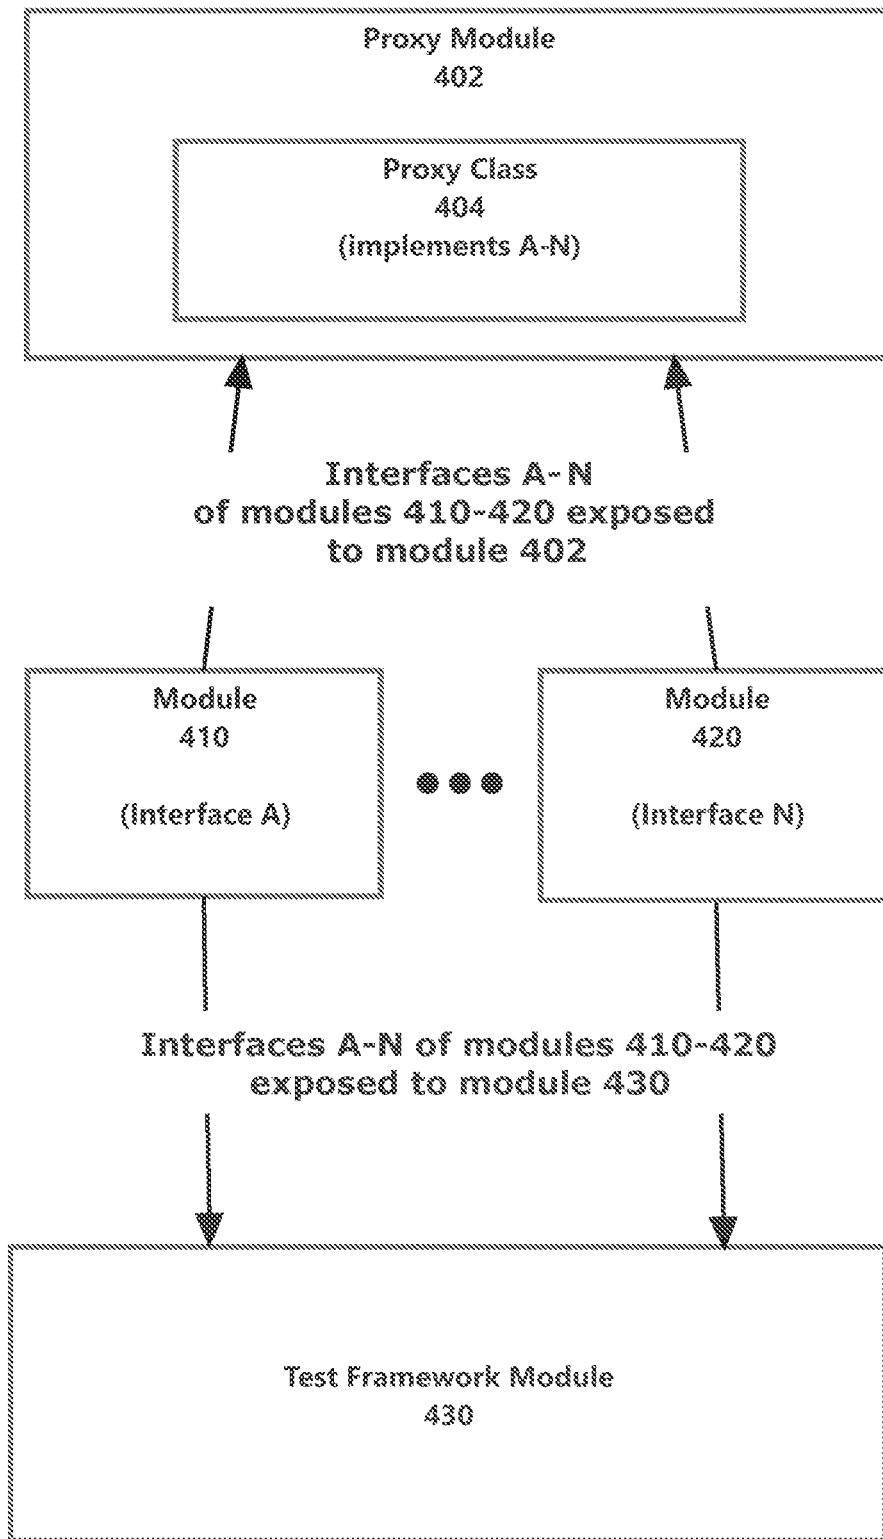 Proxy Module
402
Proxy Class
404
(implements A-N)
Interfaces A-N
of modules 410-420 exposed
to module 402
Module
410
(Interface A)
Module
420
(Interface N)
Interfaces A-N of modules 410-420
exposed to module 430
Test Framework Module
430